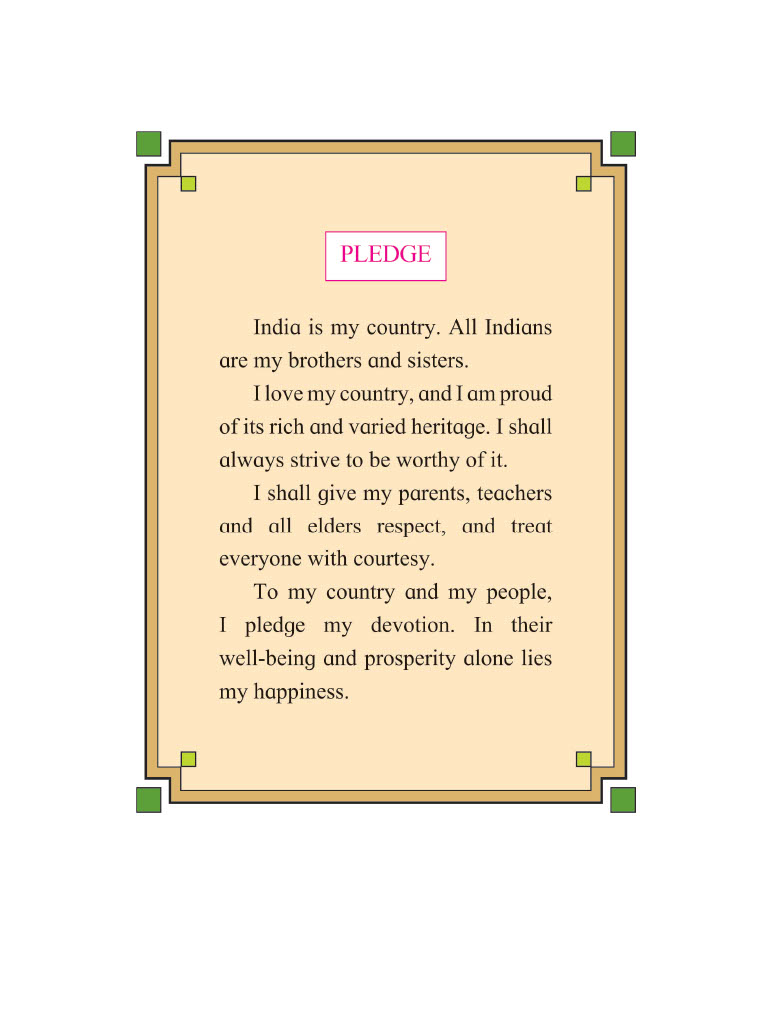 PLEDGE
India is my country. All Indians
are my brothers and sisters.
I love my country, and I am proud
of its rich and varied heritage. I shall
always strive to be worthy of it.
I shall give my parents, teachers
and all elders respect, and treat
everyone with courtesy.
To my country and my people,
I pledge my devotion. In their
well-being and prosperity alone lies
my happiness.